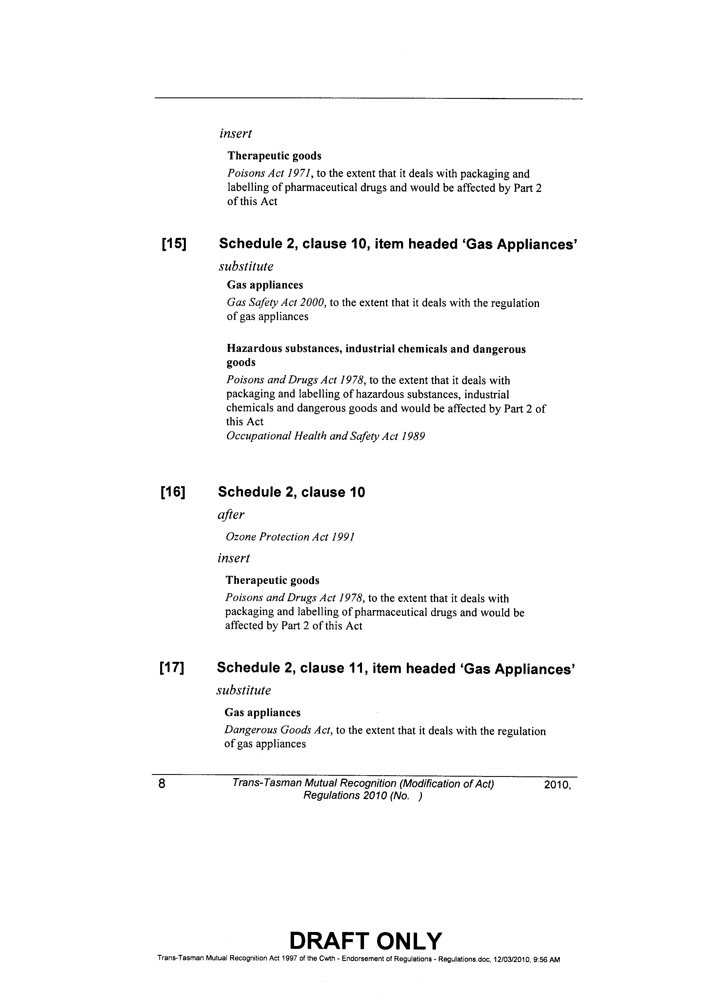 insert
Therapeutic goods
Poisons Act 1971, to the extent that it deals with packaging and
labelling of pharmaceutical drugs and would be affected by Part 2
of this Act
[15] Schedule 2, clause 10, item headed ‘Gas Appliances’
substitute
Gas appliances
Gas Safety Act 2000, to the extent that it deals with the regulation
of gas appliances
Hazardous substances, industrial chemicals and dangerous
goods
Poisons and Drugs Act 1978, to the extent that it deals with
packaging and labelling of hazardous substances, industrial
chemicals and dangerous goods and would be affected by Part 2 of
this Act
Occupational Health and Safety Act 1989
[16] Schedule 2, clause 10
after
Ozone Protection Act 1991
insert
Therapeutic goods
Poisons and Drugs Act 1978, to the extent that it deals with
packaging and labelling of pharmaceutical drugs and would be
affected by Part 2 of this Act
[17] Schedule 2, clause 11, item headed ‘Gas Appliances’
substitute
Gas appliances
Dangerous Goods Act, to the extent that it deals with the regulation
of gas appliances
8 Trans-Tasman Mutual Recognition (Modification of Act) 2010,
Regulations 2010 (No. )
DRAFT ONLY
Trans-Tasman Mutual Recognition Act 1997 of the Cwth - Endorsement of Regulations - Regulations.doc, 12/03/2010, 9:56 AM